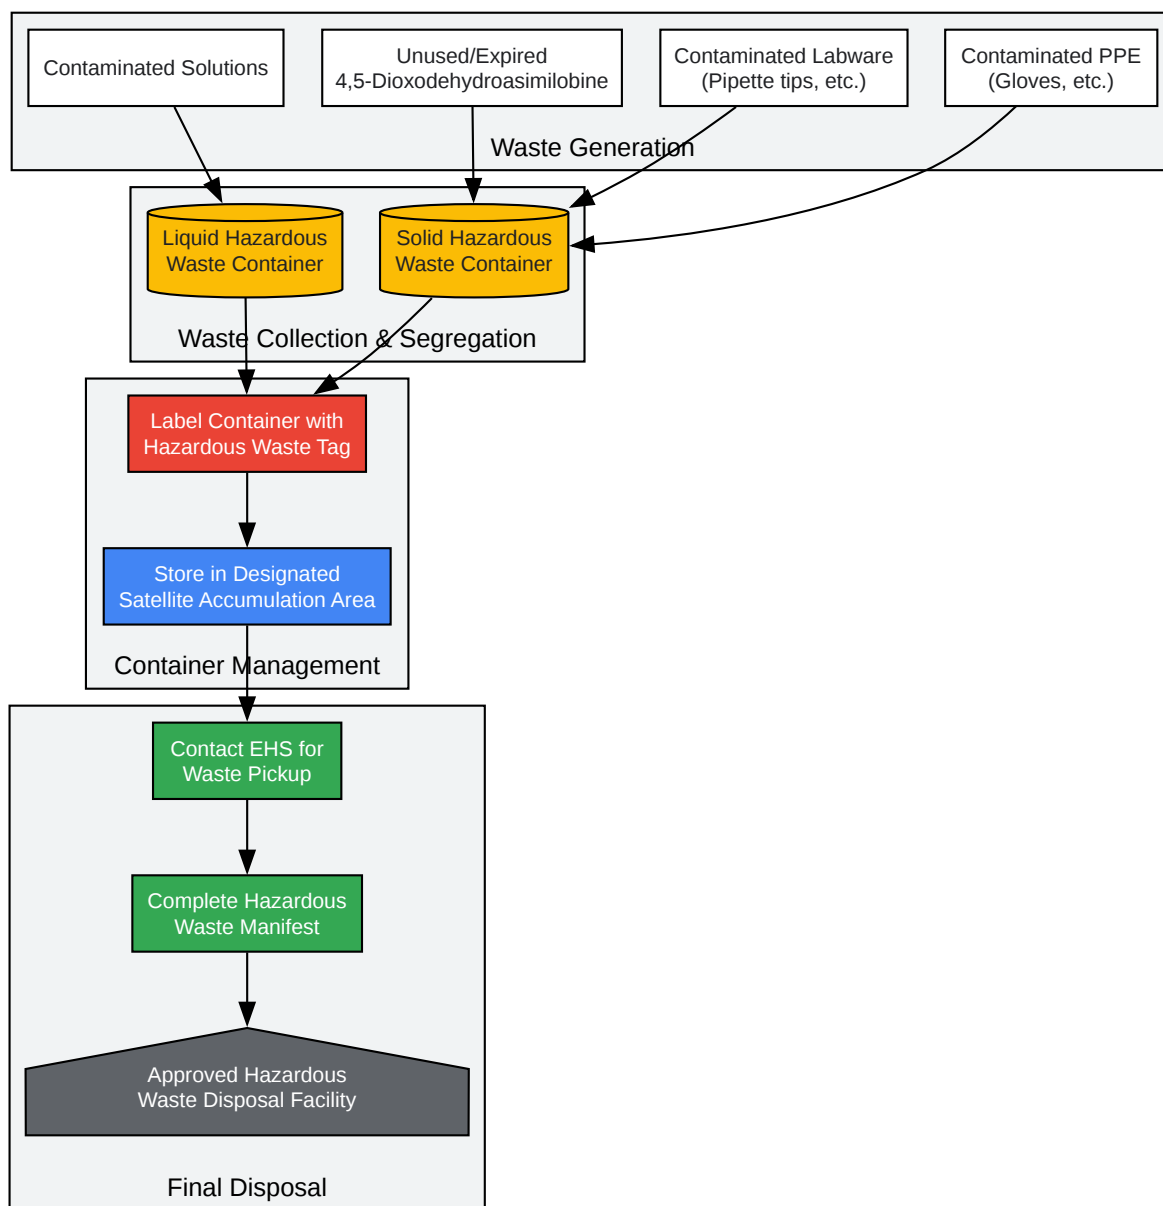 Contaminated Solutions
Unused/Expired
4,5-Dioxodehydroasimilobine
Contaminated Labware
(Pipette tips, etc.)
Contaminated PPE
(Gloves, etc.)
Waste Generation
Liquid Hazardous
Waste Container
Solid Hazardous
Waste Container
Waste Collection & Segregation
Label Container with
Hazardous Waste Tag
Store in Designated
Satellite Accumulation Area
Container Management
Contact EHS for
Waste Pickup
Complete Hazardous
Waste Manifest
Approved Hazardous
Waste Disposal Facility
Final Disposal